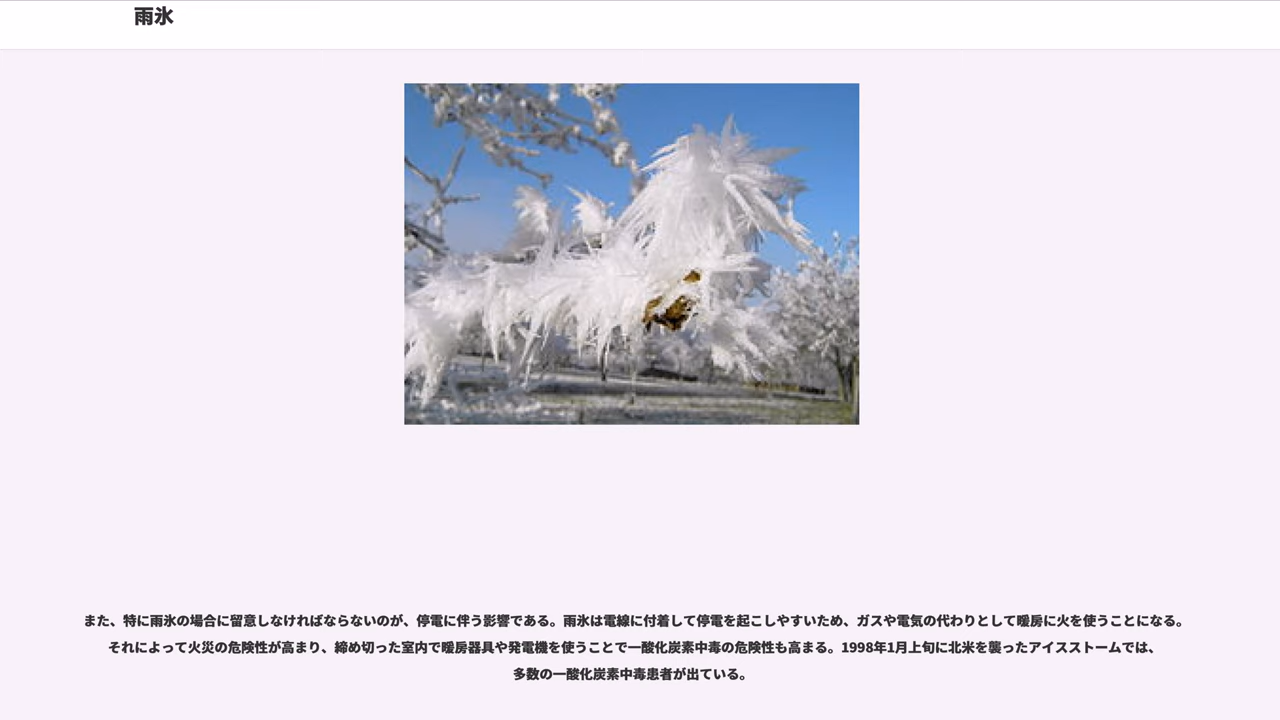 雨氷
また、特に雨氷の場合に留意しなければならないのが、停電に伴う影響である。雨氷は電線に付着して停電を起こしやすいため、ガスや電気の代わりとして暖房に火を使うことになる。
それによって火災の危険性が高まり、締め切った室内で暖房器具や発電機を使うことで一酸化炭素中毒の危険性も高まる。1998年1月上旬に北米を襲ったアイスストームでは、
多数の一酸化炭素中毒患者が出ている。